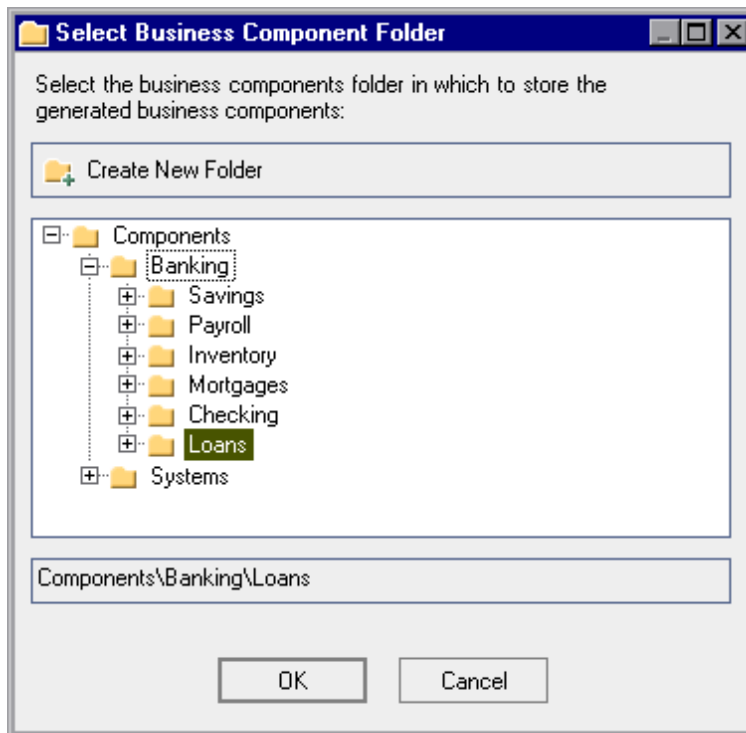 Select Business Component Folder
Select the business components folder in which to store the
generated business components:
Create New Folder
Components
Banking
Savings
Payroll
Inventory
Mortgages
Checking
Loans
Systems
Components\Banking\Loans
OK
Cancel